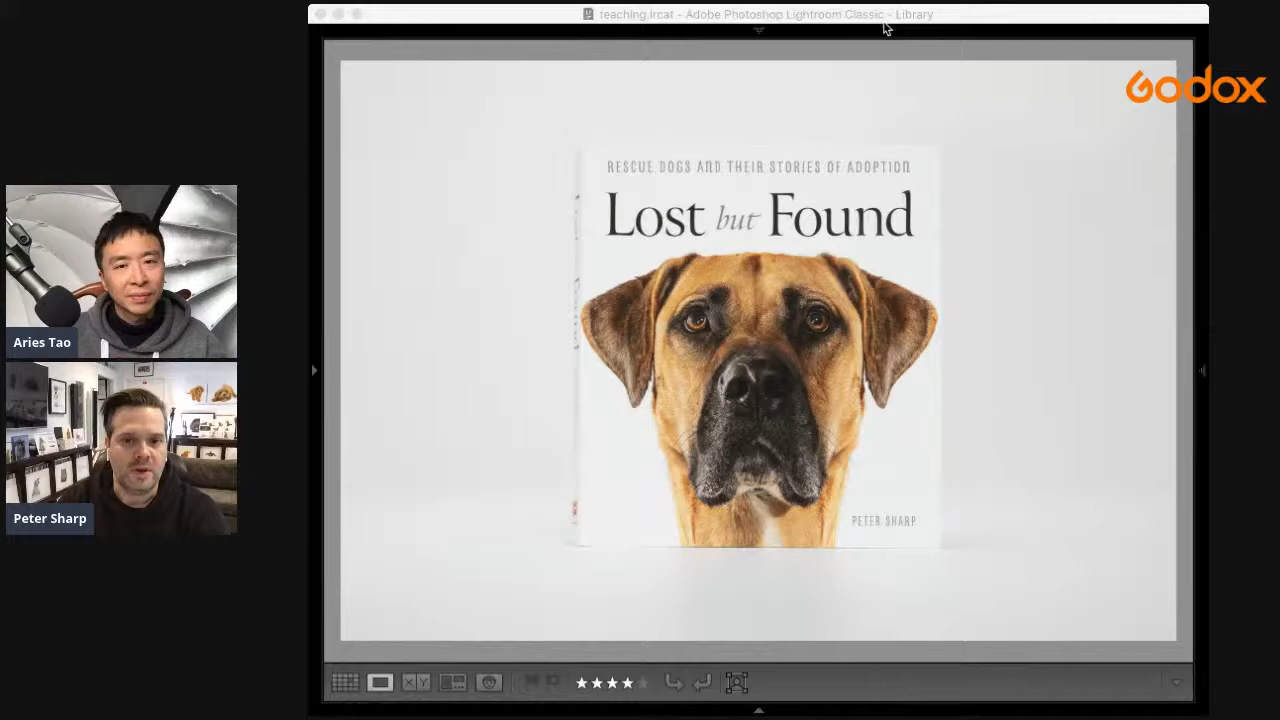 teaching.lrcat - Adobe Photoshop Lightroom Classic - Library
GODOX
RESCUE DOGS AND THEIR STORIES OF ADOPTION
Lost but Found
PETER SHARP
Aries Tao
Peter Sharp
XY